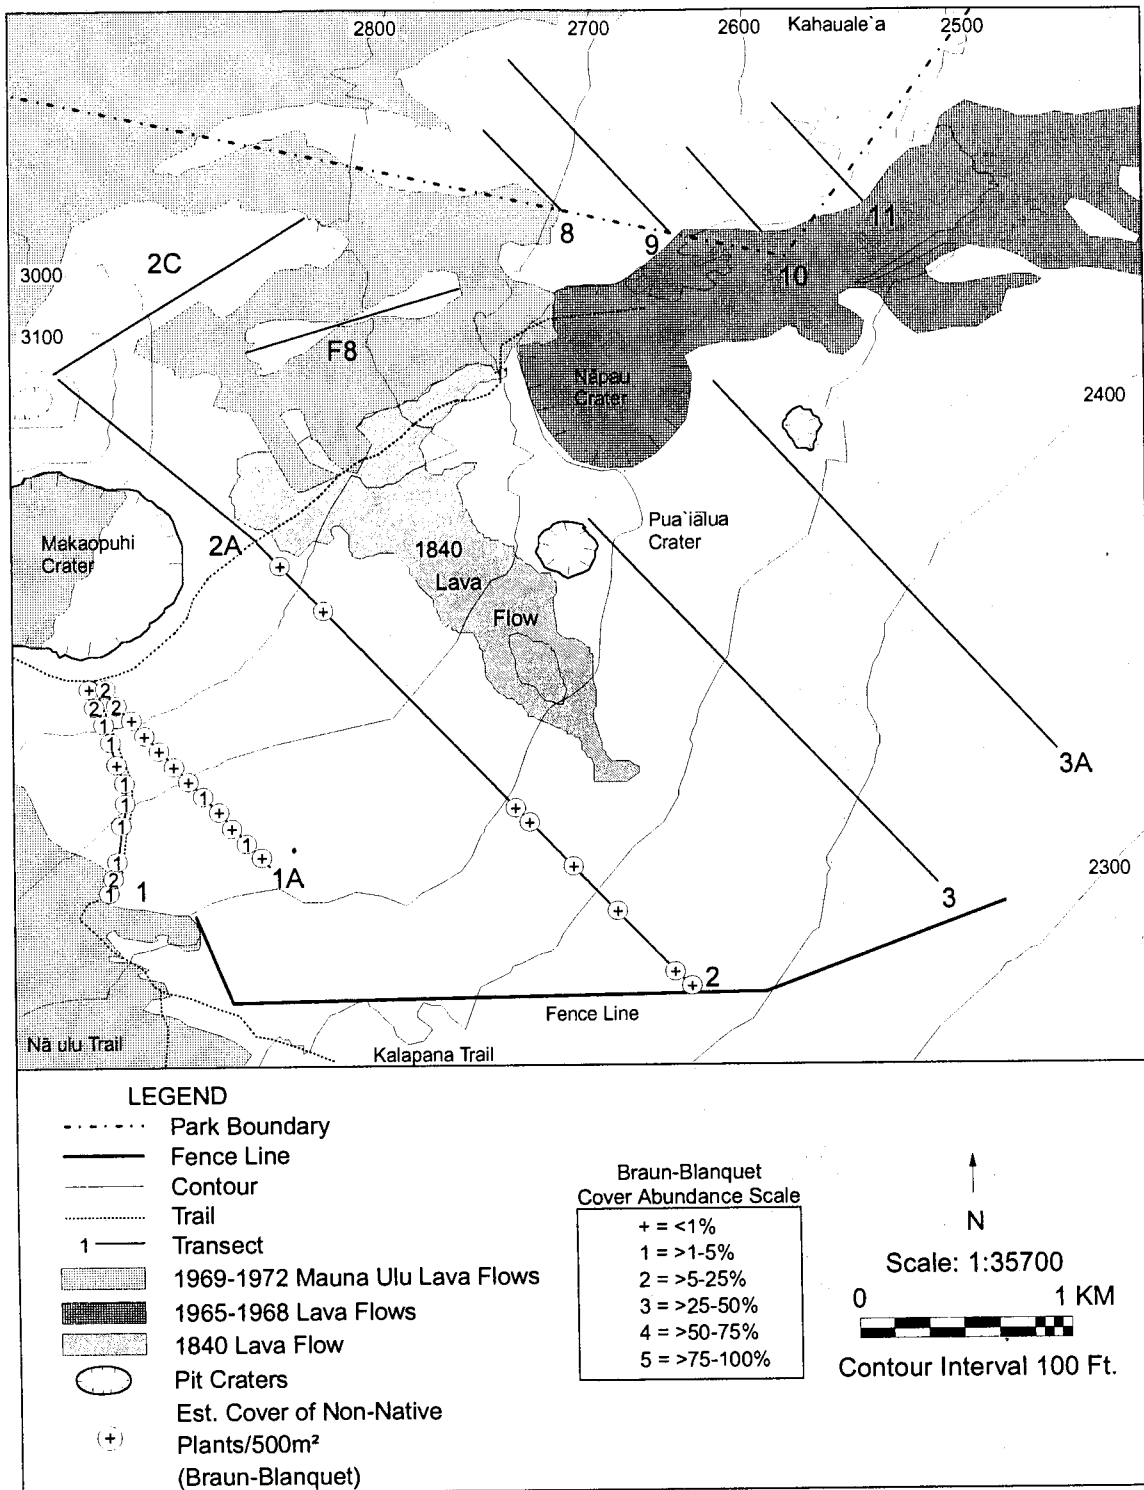 2800
2700
2600
Kahauale`a
2500
8
9
10
11
2C
3000
3100
F8
Nāpau
Crater
2400
Makaopuhi
Crater
2A
1840
Lava
Flow
Pua`iālua
Crater
3A
+
+
+
2
2
2
1
1
+
1
1
1
1
2
1
+
+
+
+
+
1
+
+
1
+
1
1A
+
+
+
+
+
+
2
3
2300
Fence Line
Nā ulu Trail
Kalapana Trail
LEGEND
Park Boundary
Fence Line
Contour
Trail
1 Transect
1969-1972 Mauna Ulu Lava Flows
1965-1968 Lava Flows
1840 Lava Flow
Pit Craters
Est. Cover of Non-Native
+ Plants/500m²
(Braun-Blanquet)
Braun-Blanquet
Cover Abundance Scale
+ = <1%
1 = >1-5%
2 = >5-25%
3 = >25-50%
4 = >50-75%
5 = >75-100%
N
Scale: 1:35700
0 1 KM
Contour Interval 100 Ft.